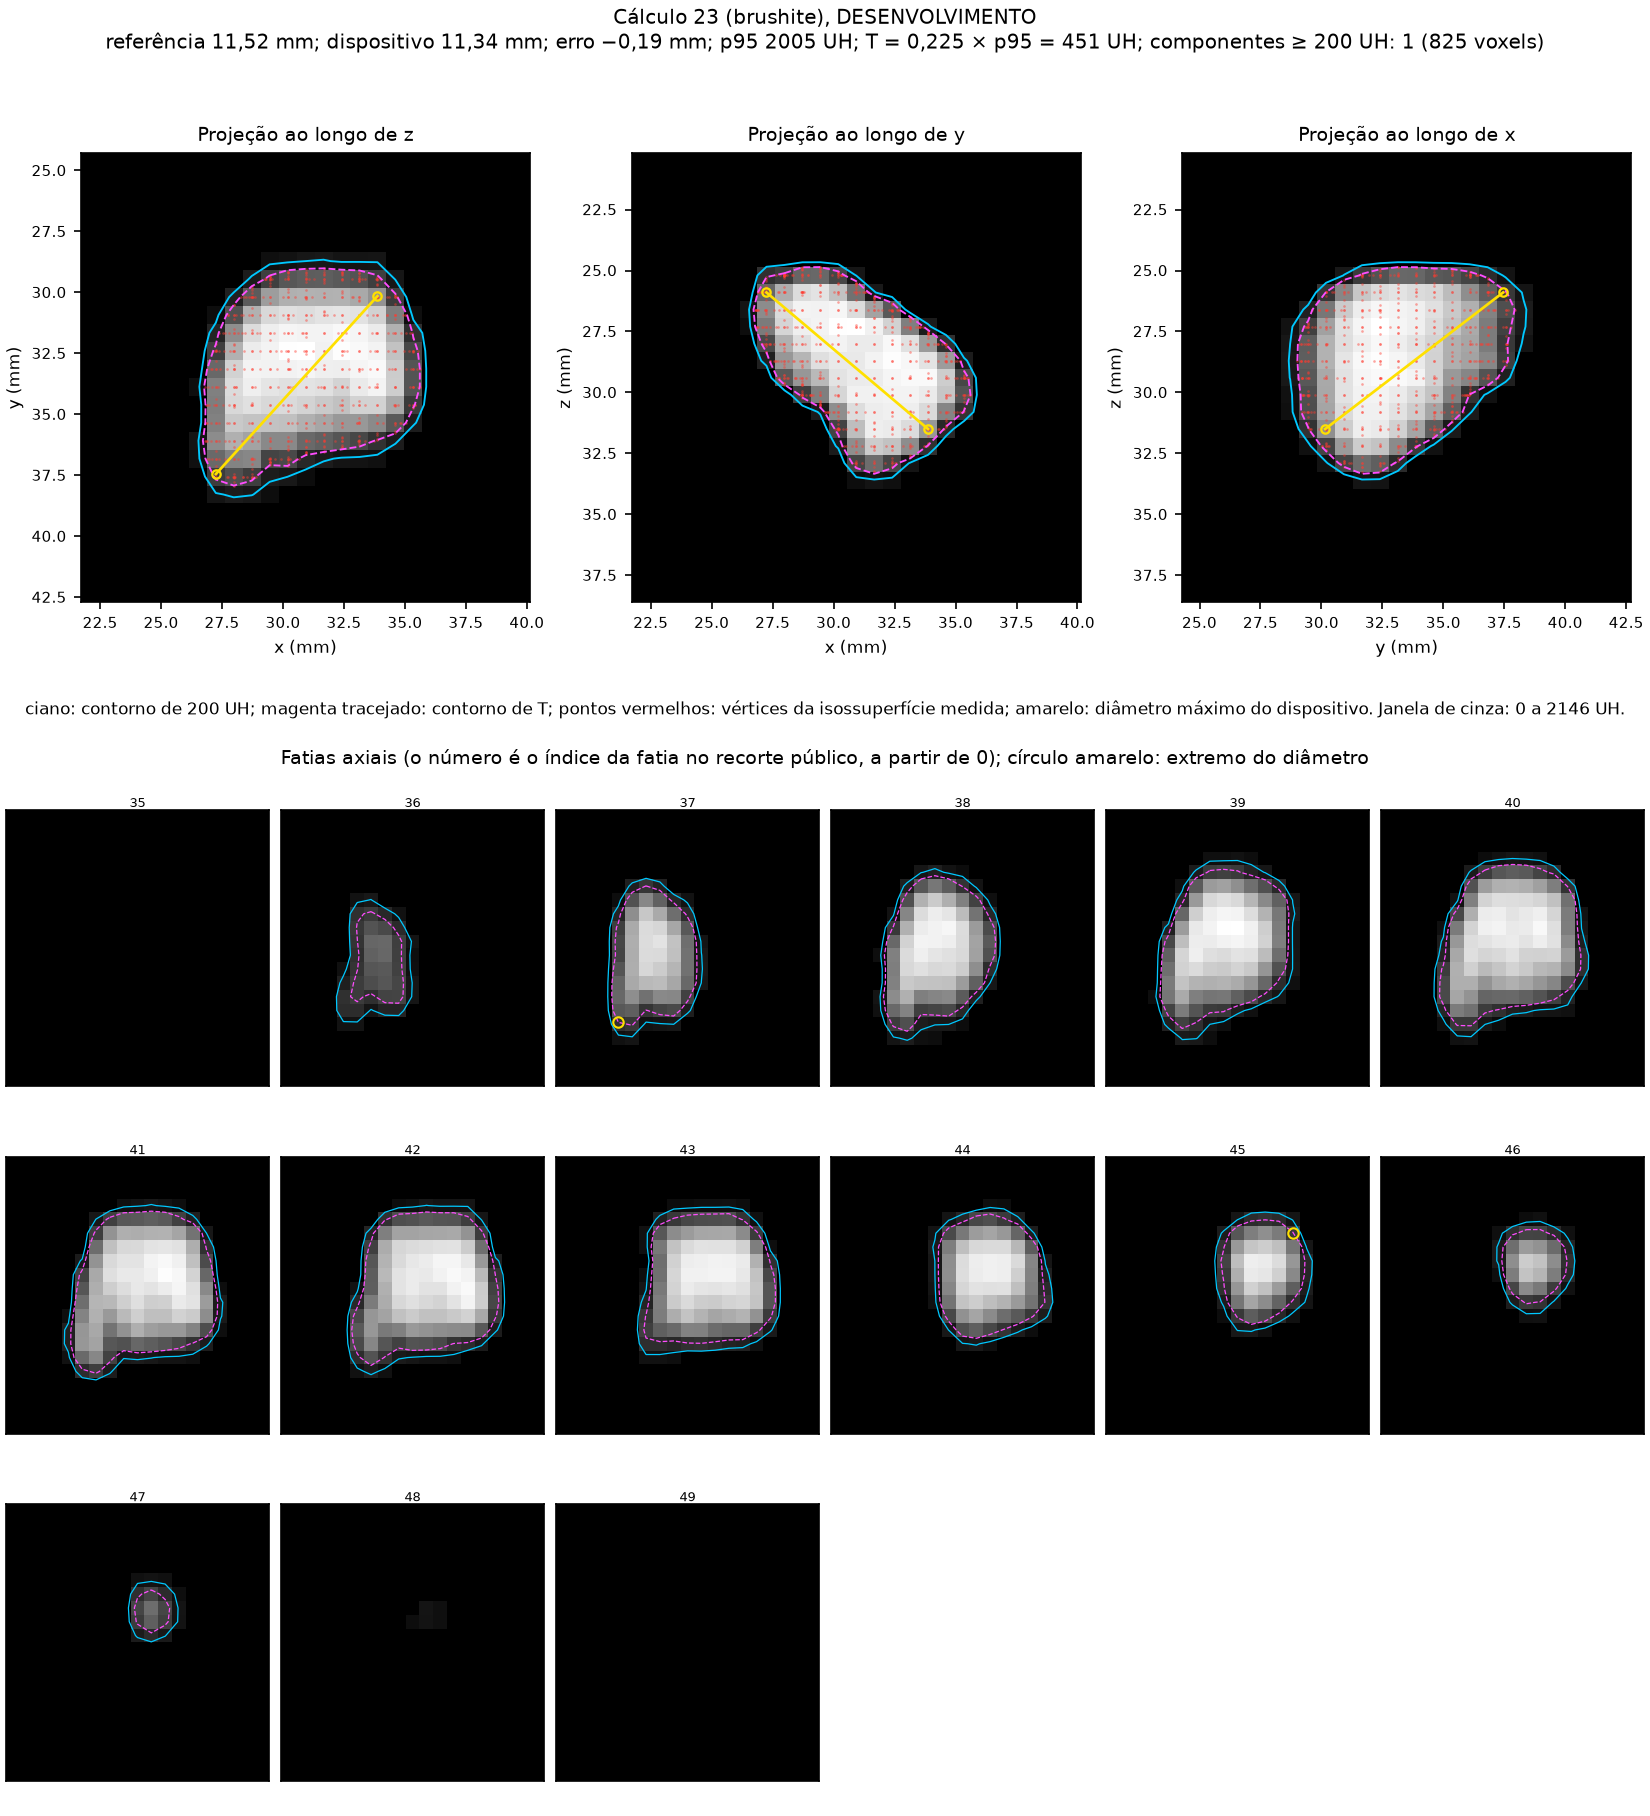 Cálculo 23 (brushite), DESENVOLVIMENTO
referência 11,52 mm; dispositivo 11,34 mm; erro −0,19 mm; p95 2005 UH; T = 0,225 × p95 = 451 UH; componentes ≥ 200 UH: 1 (825 voxels)
Projeção ao longo de z
25.0
27.5
30.0
32.5
35.0
37.5
40.0
42.5
y (mm)
22.5 25.0 27.5 30.0 32.5 35.0 37.5 40.0
x (mm)
Projeção ao longo de y
22.5
25.0
27.5
30.0
32.5
35.0
37.5
z (mm)
22.5 25.0 27.5 30.0 32.5 35.0 37.5 40.0
x (mm)
Projeção ao longo de x
22.5
25.0
27.5
30.0
32.5
35.0
37.5
z (mm)
25.0 27.5 30.0 32.5 35.0 37.5 40.0 42.5
y (mm)
ciano: contorno de 200 UH; magenta tracejado: contorno de T; pontos vermelhos: vértices da isossuperfície medida; amarelo: diâmetro máximo do dispositivo. Janela de cinza: 0 a 2146 UH.
Fatias axiais (o número é o índice da fatia no recorte público, a partir de 0); círculo amarelo: extremo do diâmetro
35 36 37 38 39 40
41 42 43 44 45 46
47 48 49